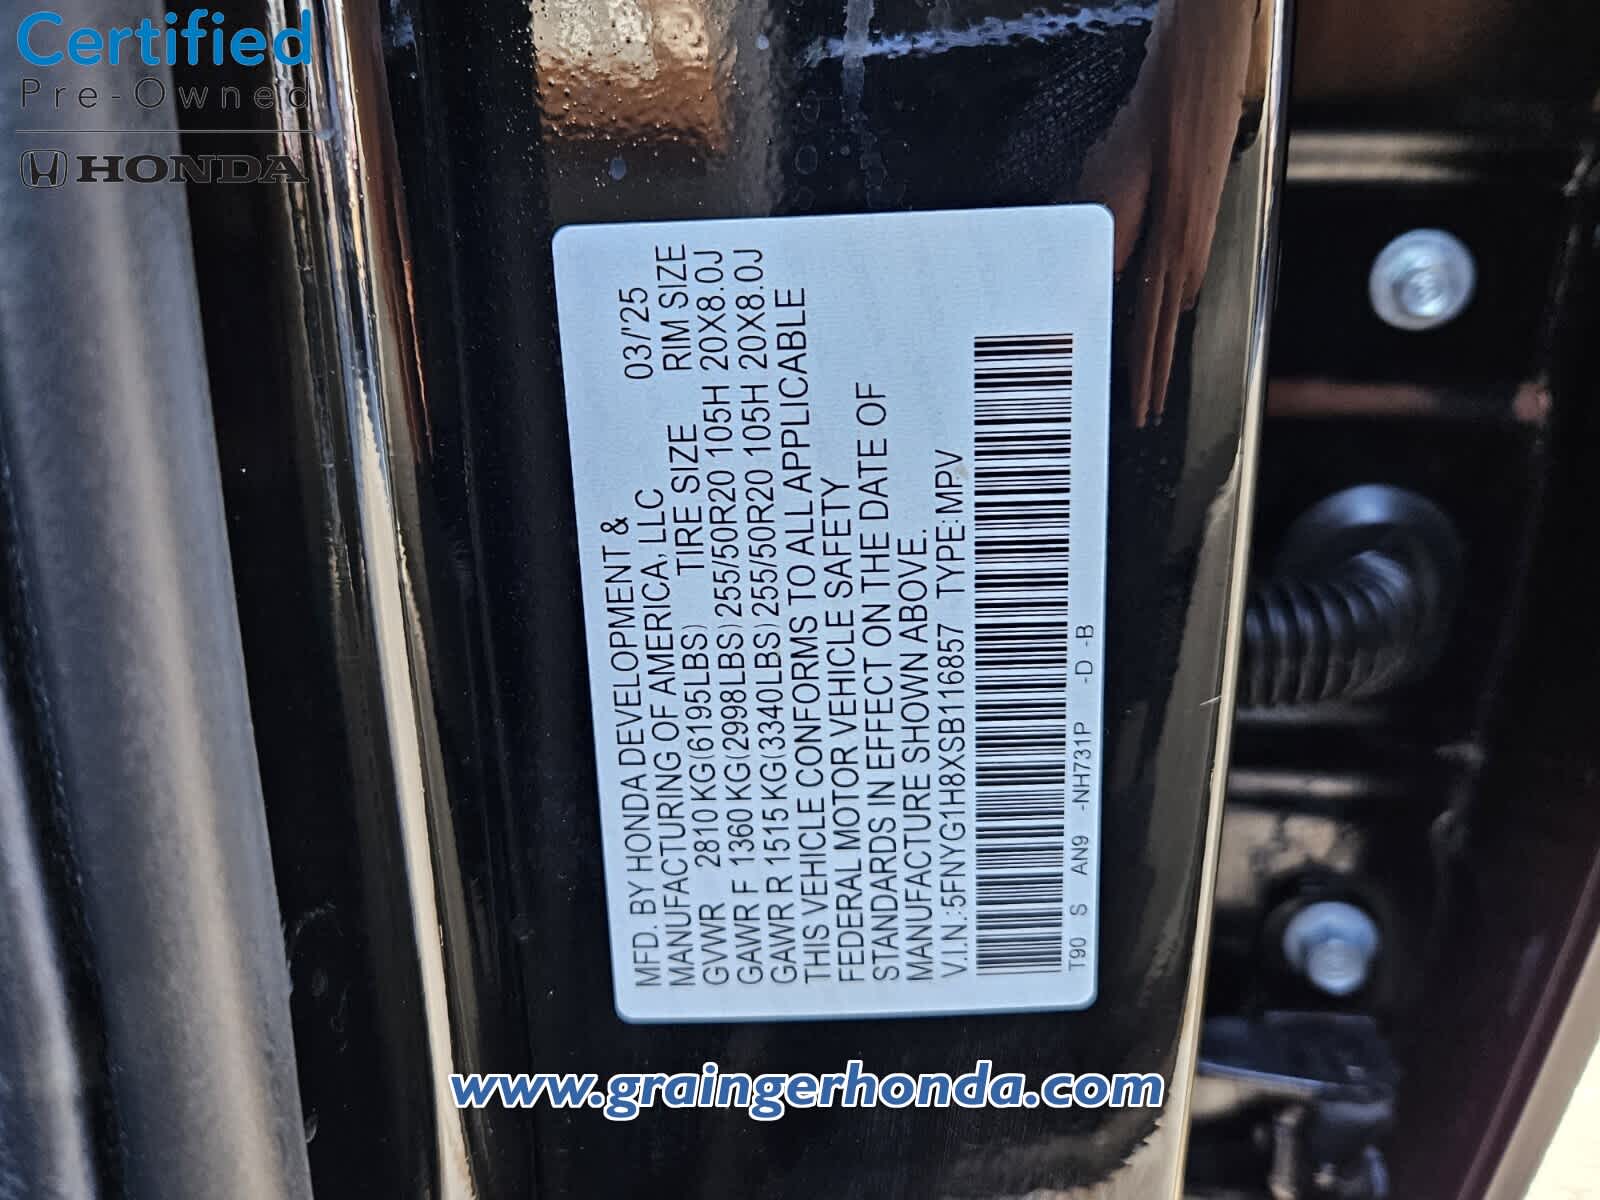 Certified
Pre-Owned
HONDA
MFD. BY HONDA DEVELOPMENT &
MANUFACTURING OF AMERICA, LLC 03/'25
TIRE SIZE RIM SIZE
GVWR 2810 KG(6195LBS)
GAWR F 1360 KG(2998LBS) 255/50R20 105H 20X8.0J
GAWR R 1515 KG(3340LBS) 255/50R20 105H 20X8.0J
THIS VEHICLE CONFORMS TO ALL APPLICABLE
FEDERAL MOTOR VEHICLE SAFETY
STANDARDS IN EFFECT ON THE DATE OF
MANUFACTURE SHOWN ABOVE.
V.I.N.:5FNYG1H8XSB116857 TYPE:MPV
T90 S AN9 -NH731P -D -B
www.graingerhonda.com